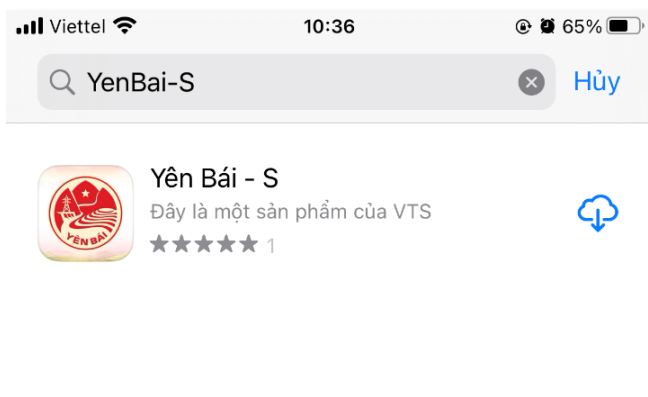 Viettel 10:36 65%
YenBai-S Hủy
Yên Bái - S
YÊN BÁI
Đây là một sản phẩm của VTS
1